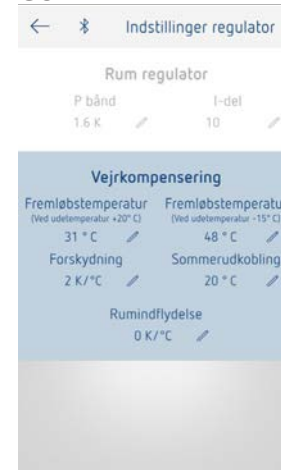 Indstillinger regulator
Rum regulator
P bånd I-del
1.6 K 10
Vejrkompensering
Fremløbstemperatur Fremløbstemperatu
(Ved udetemperatur +20° C) (Ved udetemperatur -15° C)
31 ° C 48 ° C
Forskydning Sommerudkobling
2 K/°C 20 ° C
Rumindflydelse
0 K/°C